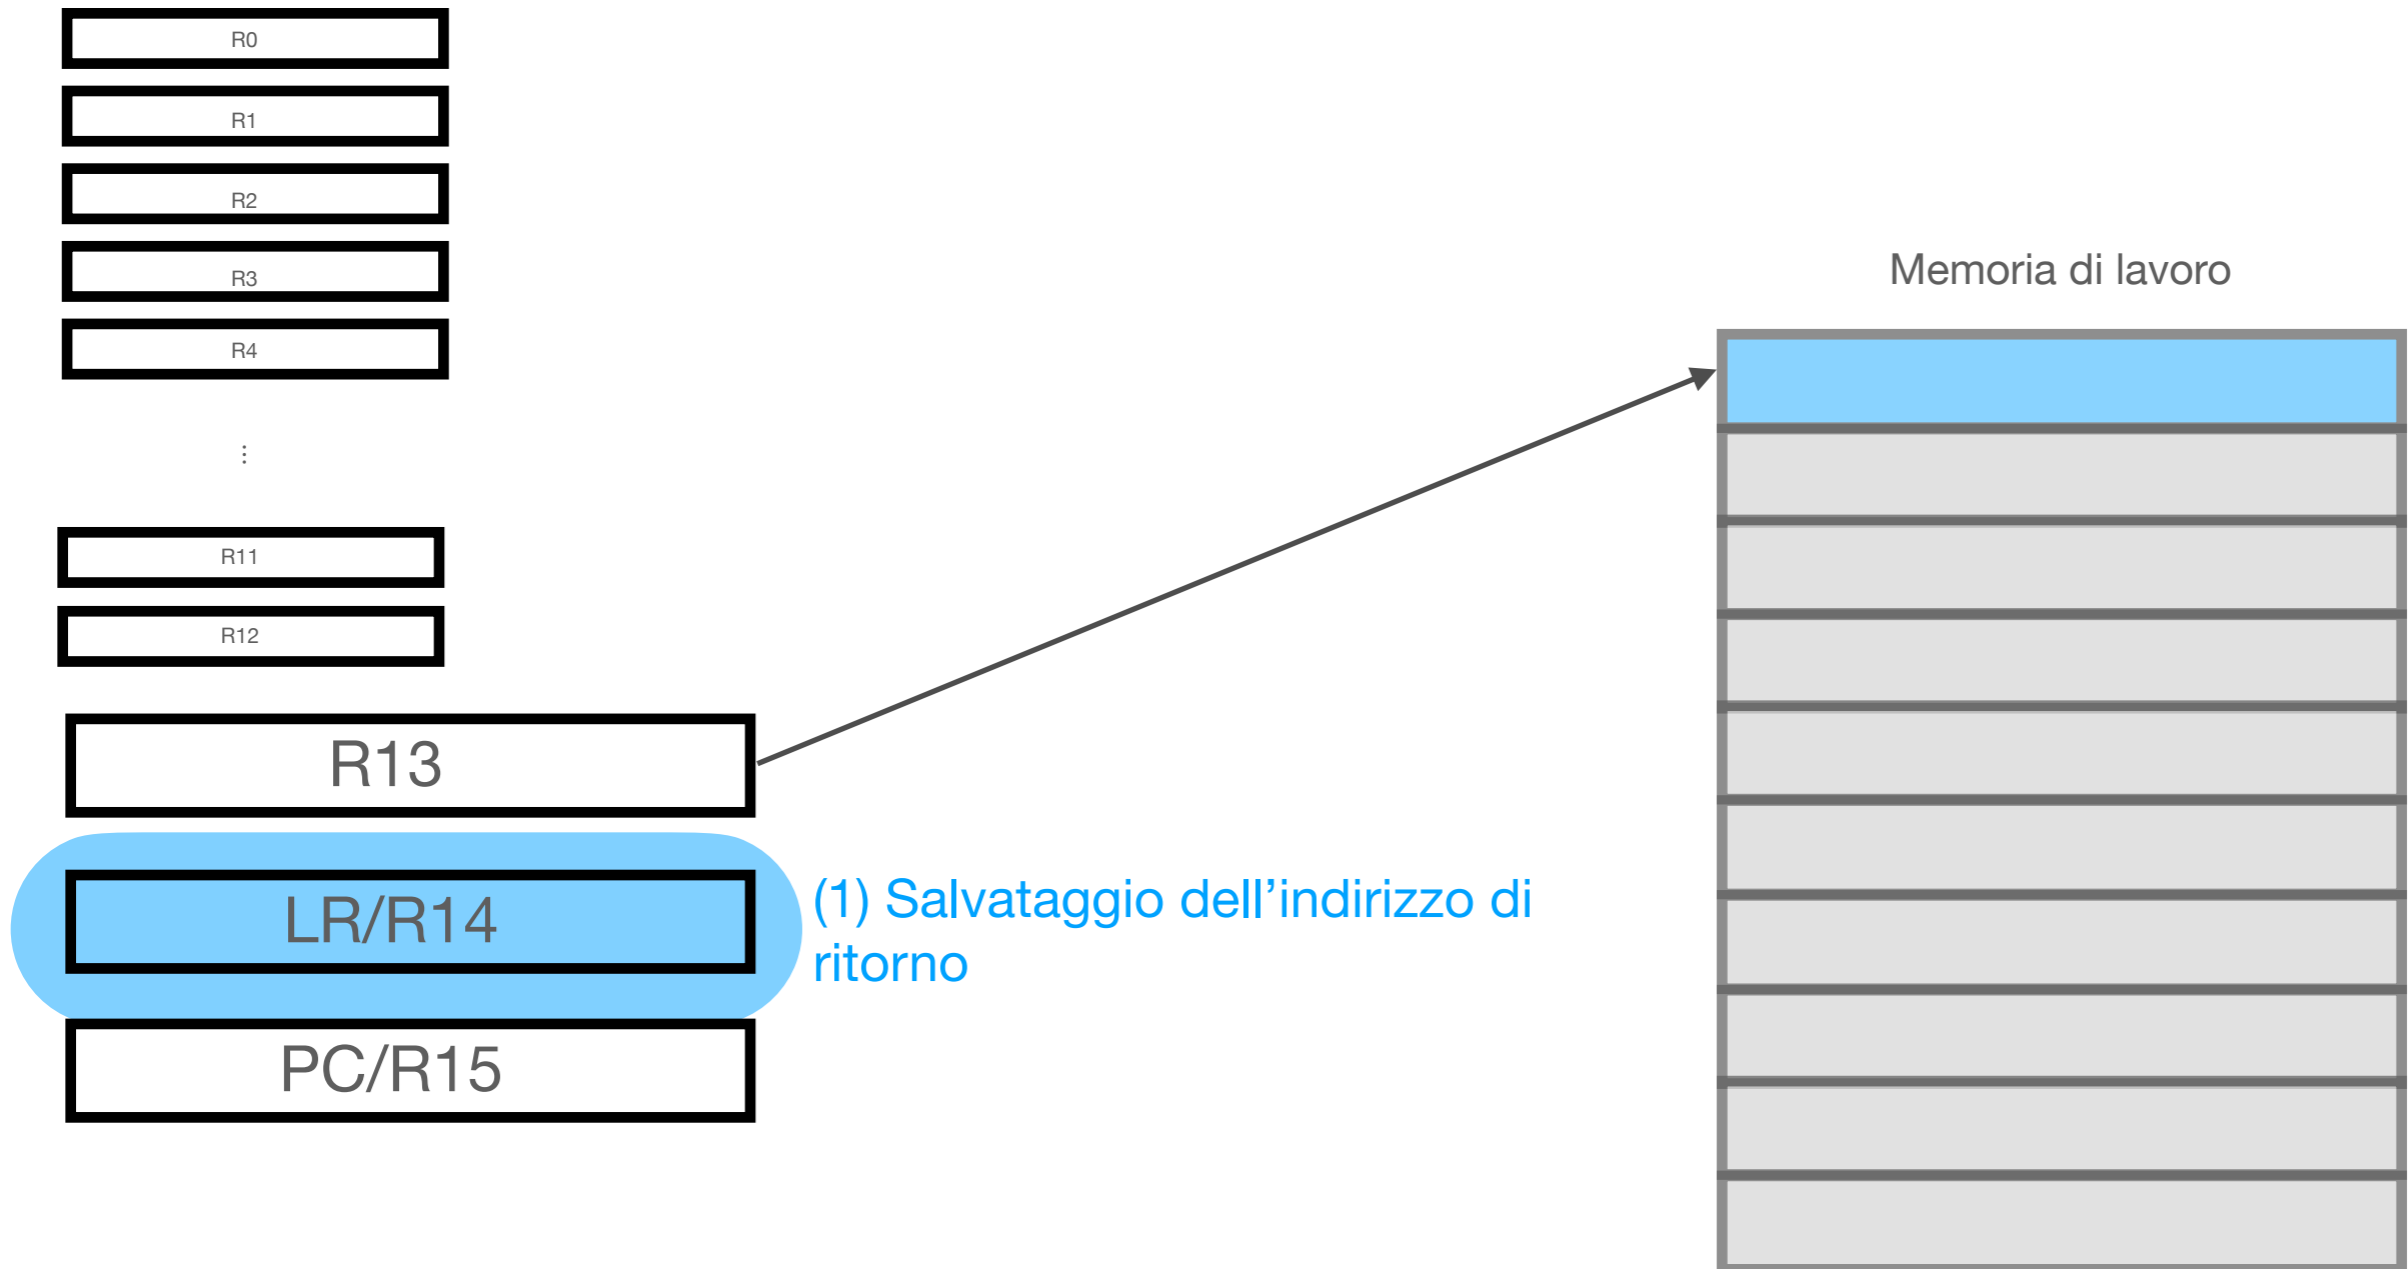 R0
R1
R2
R3
R4
⋮
R11
R12
R13
LR/R14
PC/R15
(1) Salvataggio dell’indirizzo di
ritorno
Memoria di lavoro